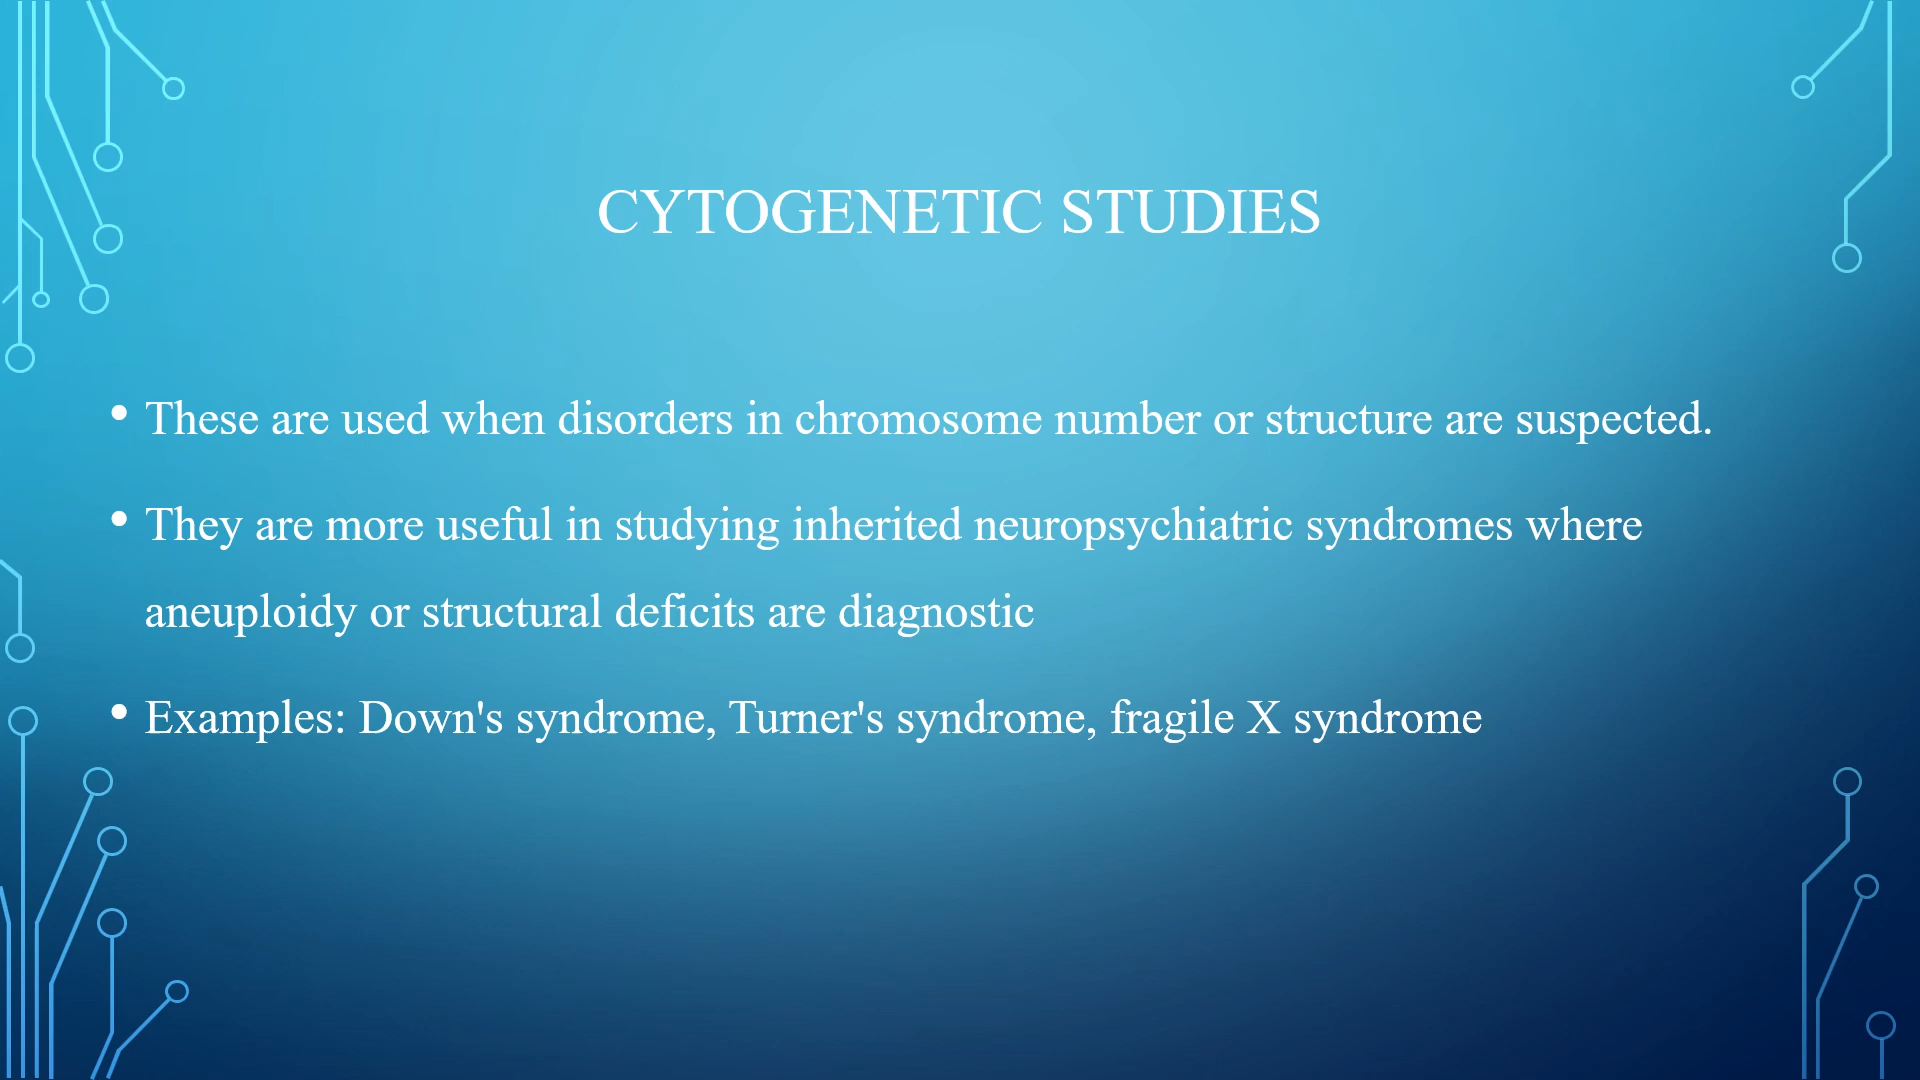 CYTOGENETIC STUDIES
• These are used when disorders in chromosome number or structure are suspected.
• They are more useful in studying inherited neuropsychiatric syndromes where
aneuploidy or structural deficits are diagnostic
• Examples: Down's syndrome, Turner's syndrome, fragile X syndrome